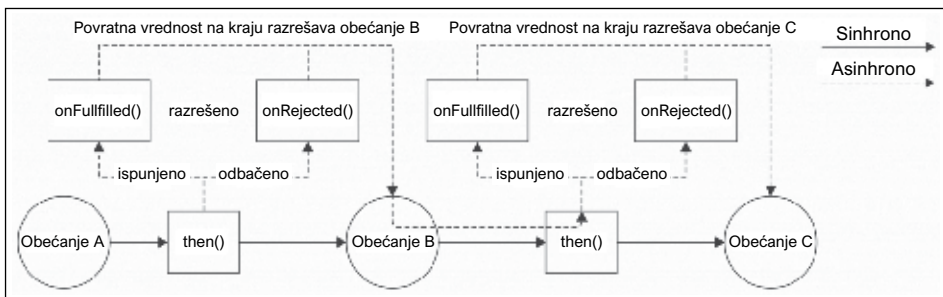 Povratna vrednost na kraju razrešava obećanje B
Povratna vrednost na kraju razrešava obećanje C
Sinhrono
Asinhrono
onFullfilled()
razrešeno
onRejected()
onFullfilled()
razrešeno
onRejected()
ispunjeno
odbačeno
ispunjeno
odbačeno
Obećanje A
then()
Obećanje B
then()
Obećanje C